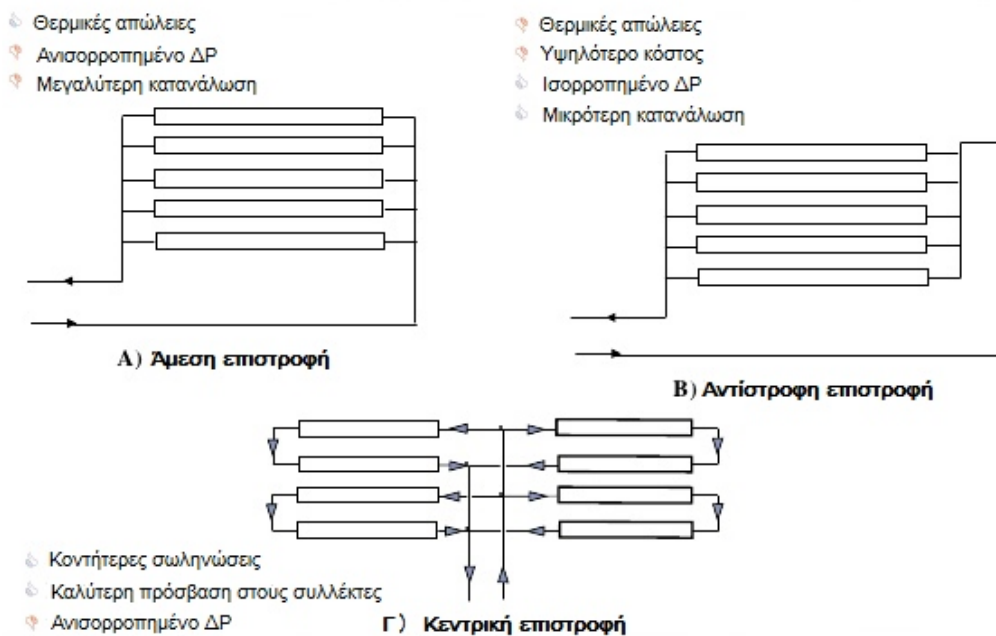 Θερμικές απώλειες
Ανισορροπημένο ΔΡ
Μεγαλύτερη κατανάλωση
Α) Άμεση επιστροφή
Θερμικές απώλειες
Υψηλότερο κόστος
Ισορροπημένο ΔΡ
Μικρότερη κατανάλωση
Β) Αντίστροφη επιστροφή
Κοντήτερες σωληνώσεις
Καλύτερη πρόσβαση στους συλλέκτες
Ανισορροπημένο ΔΡ
Γ) Κεντρική επιστροφή